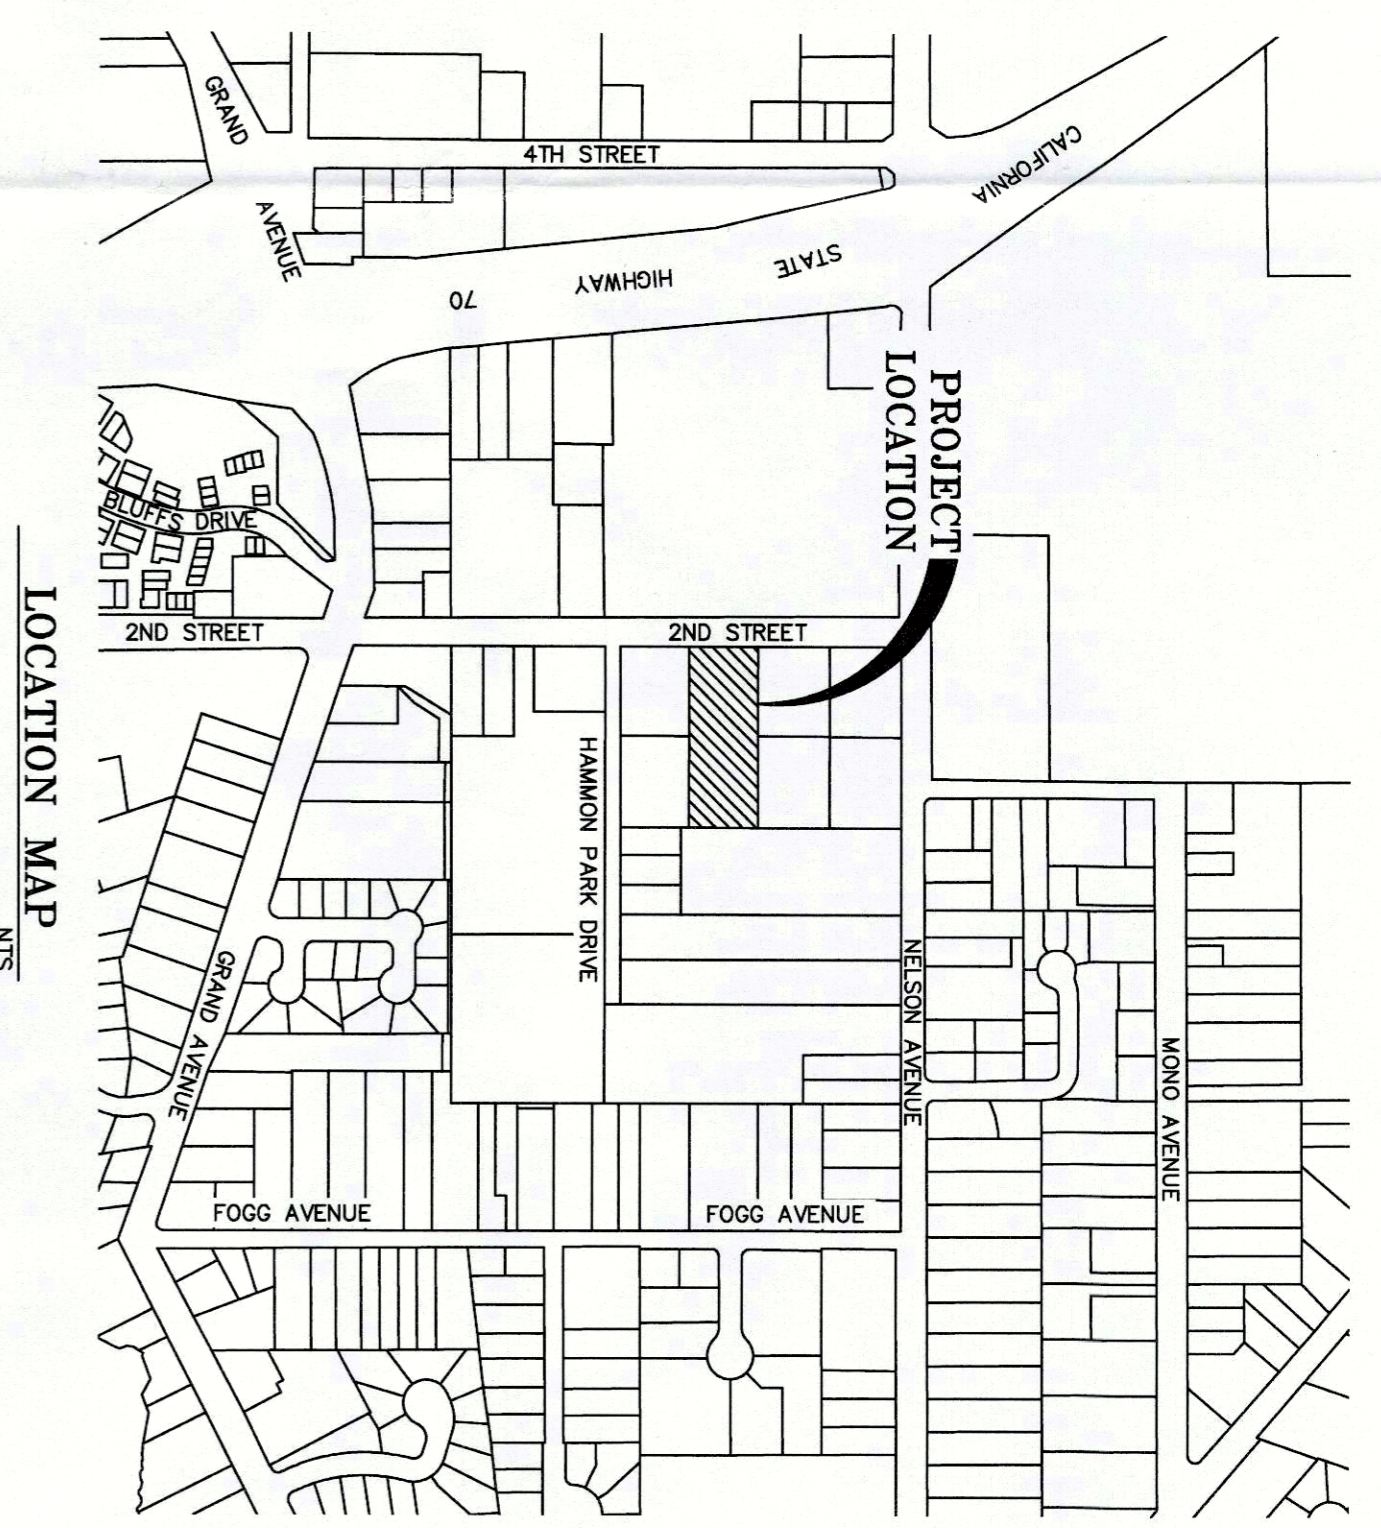 GRAND
AVENUE
4TH STREET
CALIFORNIA
STATE
HIGHWAY
70
PROJECT
LOCATION
BLUFFS DRIVE
2ND STREET
2ND STREET
HAMMON PARK DRIVE
GRAND AVENUE
NELSON AVENUE
MONO AVENUE
FOGG AVENUE
FOGG AVENUE
LOCATION MAP
NTS